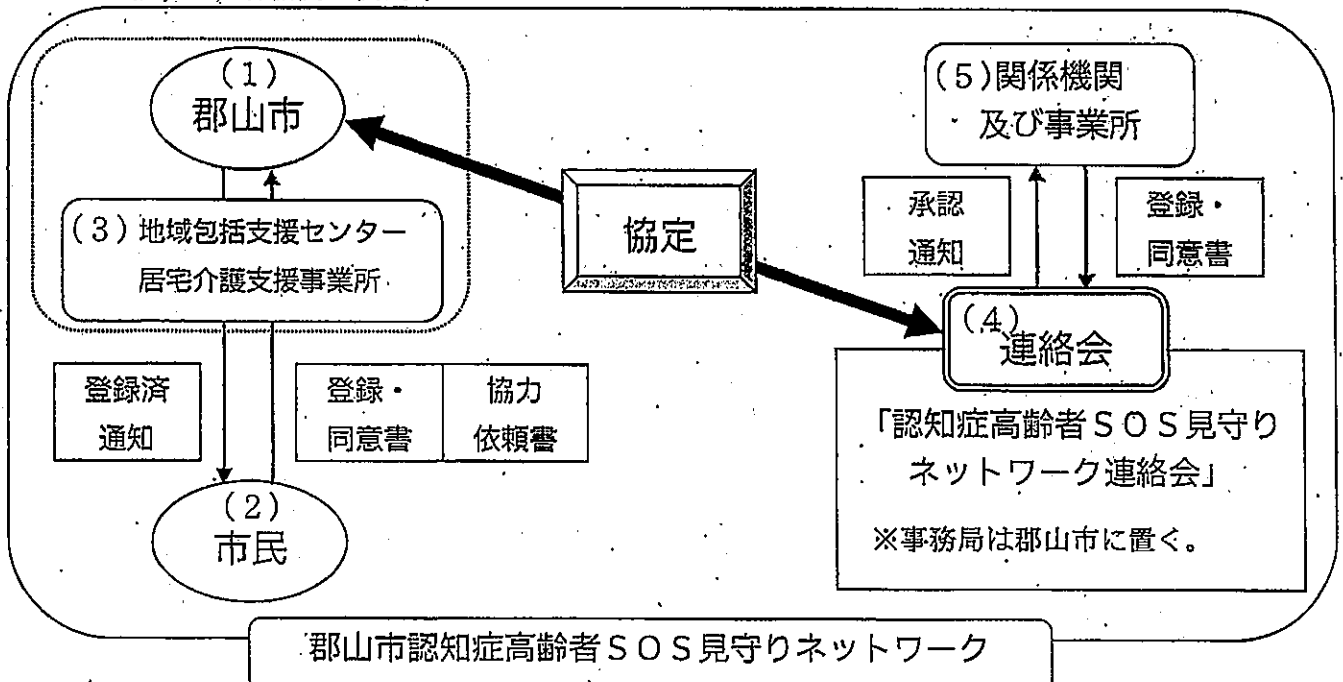 (1)
郡山市
(3)地域包括支援センター
居宅介護支援事業所
登録済
通知
登録・
同意書
協力
依頼書
(2)
市民
協定
(5)関係機関
及び事業所
承認
通知
登録・
同意書
(4)
連絡会
「認知症高齢者SOS見守り
ネットワーク連絡会」
※事務局は郡山市に置く。
郡山市認知症高齢者SOS見守りネットワーク